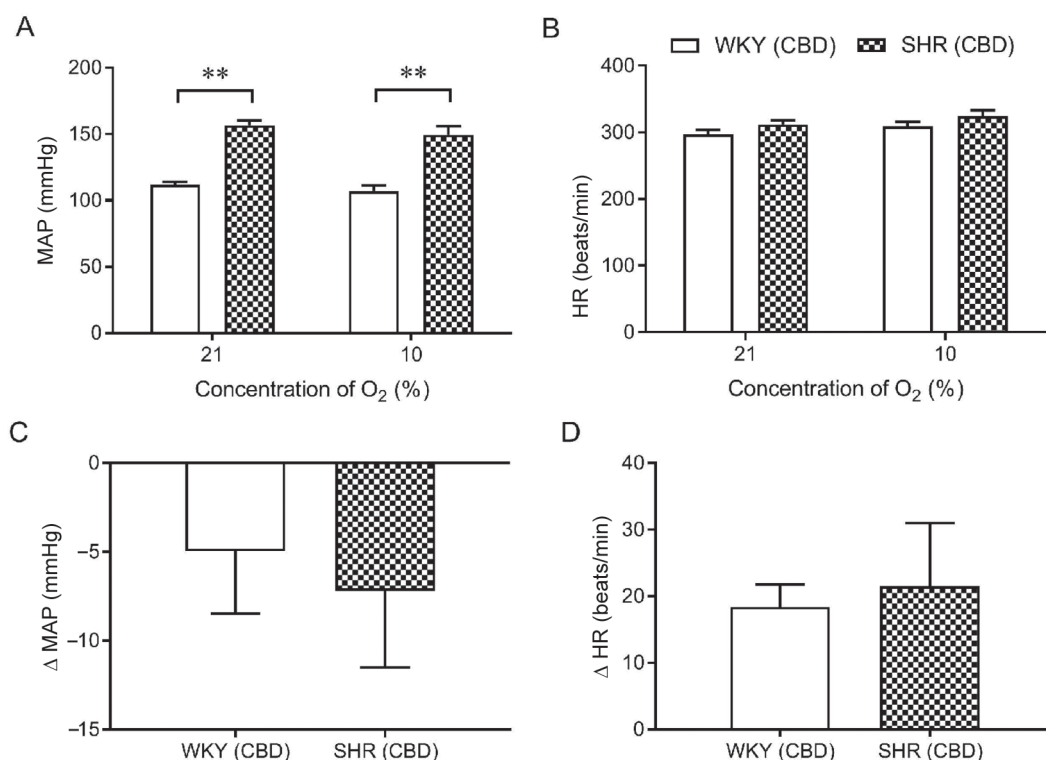 A
MAP (mmHg)
200
150
100
50
0
**
**
21
10
Concentration of O₂ (%)
B
WKY (CBD)
SHR (CBD)
HR (beats/min)
400
300
200
100
0
21
10
Concentration of O₂ (%)
C
Δ MAP (mmHg)
0
−5
−10
−15
WKY (CBD)
SHR (CBD)
D
Δ HR (beats/min)
40
30
20
10
0
WKY (CBD)
SHR (CBD)